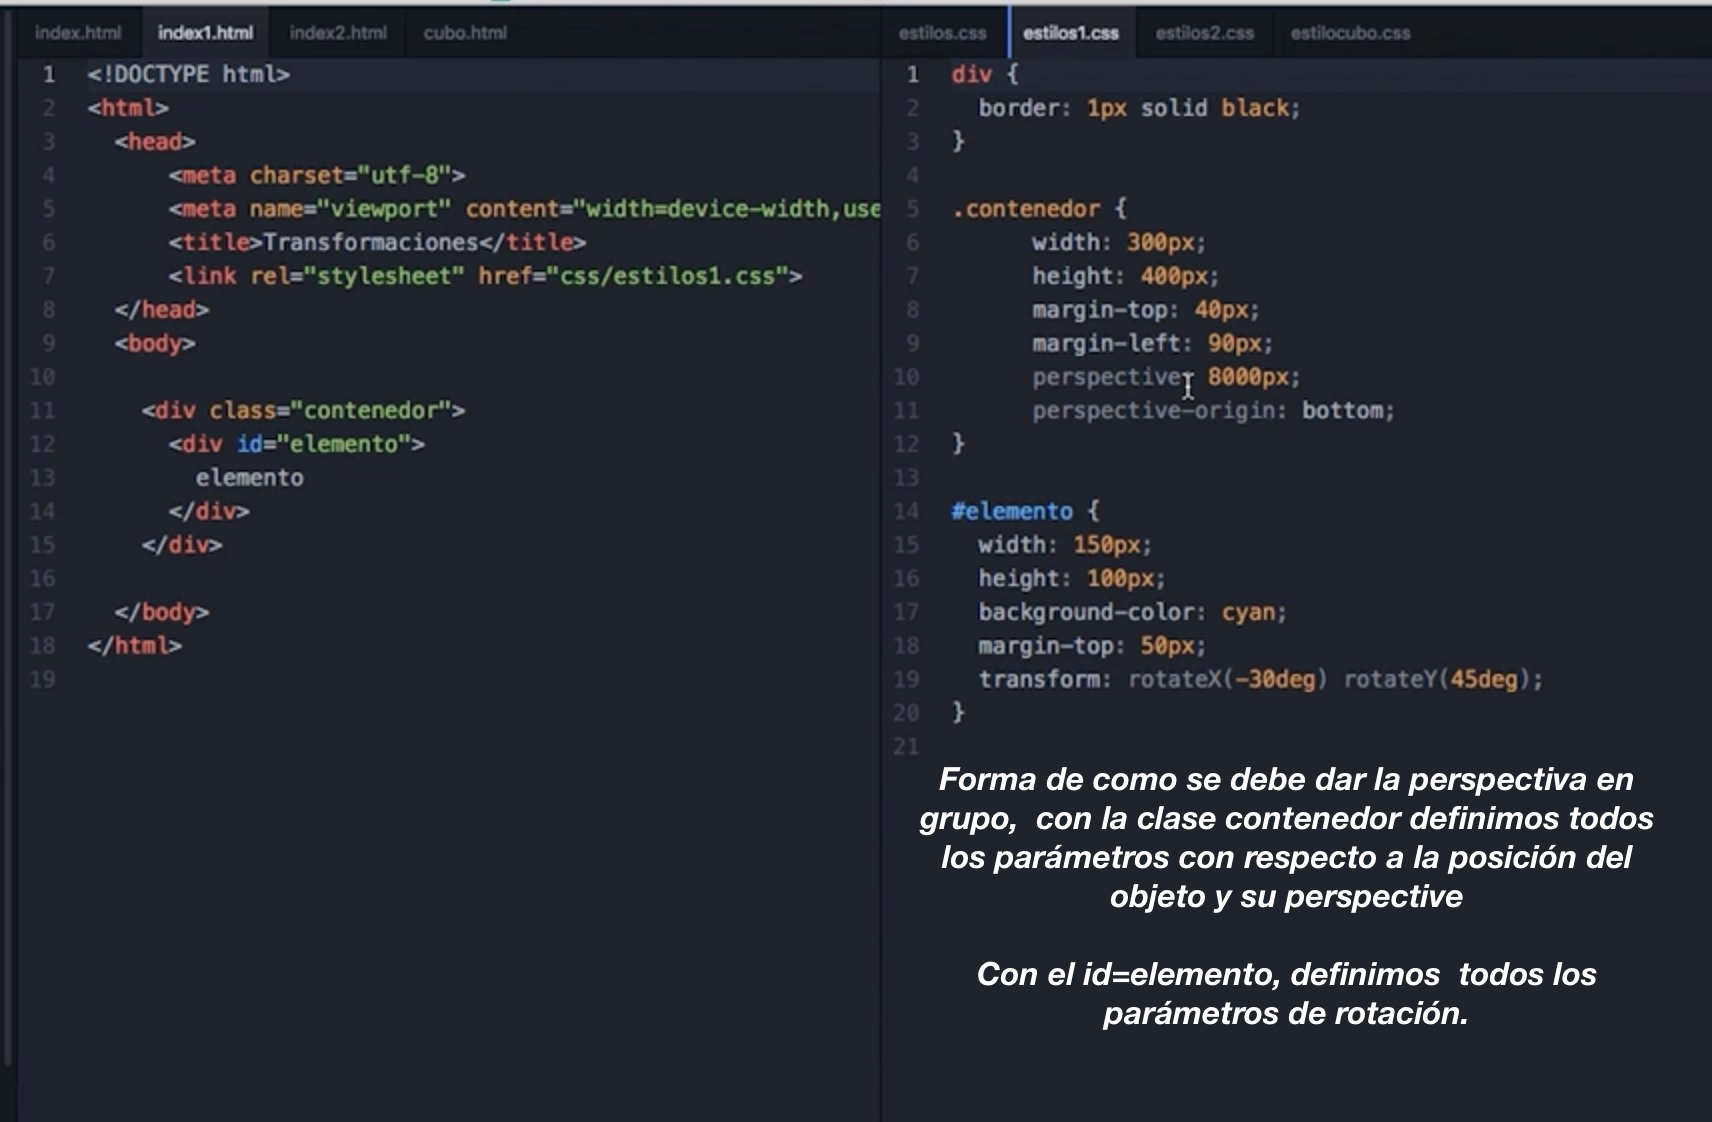 index.html index1.html index2.html cubo.html
1 <!DOCTYPE html>
2 <html>
3 <head>
4 <meta charset="utf-8">
5 <meta name="viewport" content="width=device-width,use
6 <title>Transformaciones</title>
7 <link rel="stylesheet" href="css/estilos1.css">
8 </head>
9 <body>
10
11 <div class="contenedor">
12 <div id="elemento">
13 elemento
14 </div>
15 </div>
16
17 </body>
18 </html>
19
estilos.css estilos1.css estilos2.css estilocubo.css
1 div {
2 border: 1px solid black;
3 }
4
5 .contenedor {
6 width: 300px;
7 height: 400px;
8 margin-top: 40px;
9 margin-left: 90px;
10 perspective: 8000px;
11 perspective-origin: bottom;
12 }
13
14 #elemento {
15 width: 150px;
16 height: 100px;
17 background-color: cyan;
18 margin-top: 50px;
19 transform: rotateX(-30deg) rotateY(45deg);
20 }
21
Forma de como se debe dar la perspectiva en
grupo, con la clase contenedor definimos todos
los parámetros con respecto a la posición del
objeto y su perspective
Con el id=elemento, definimos todos los
parámetros de rotación.